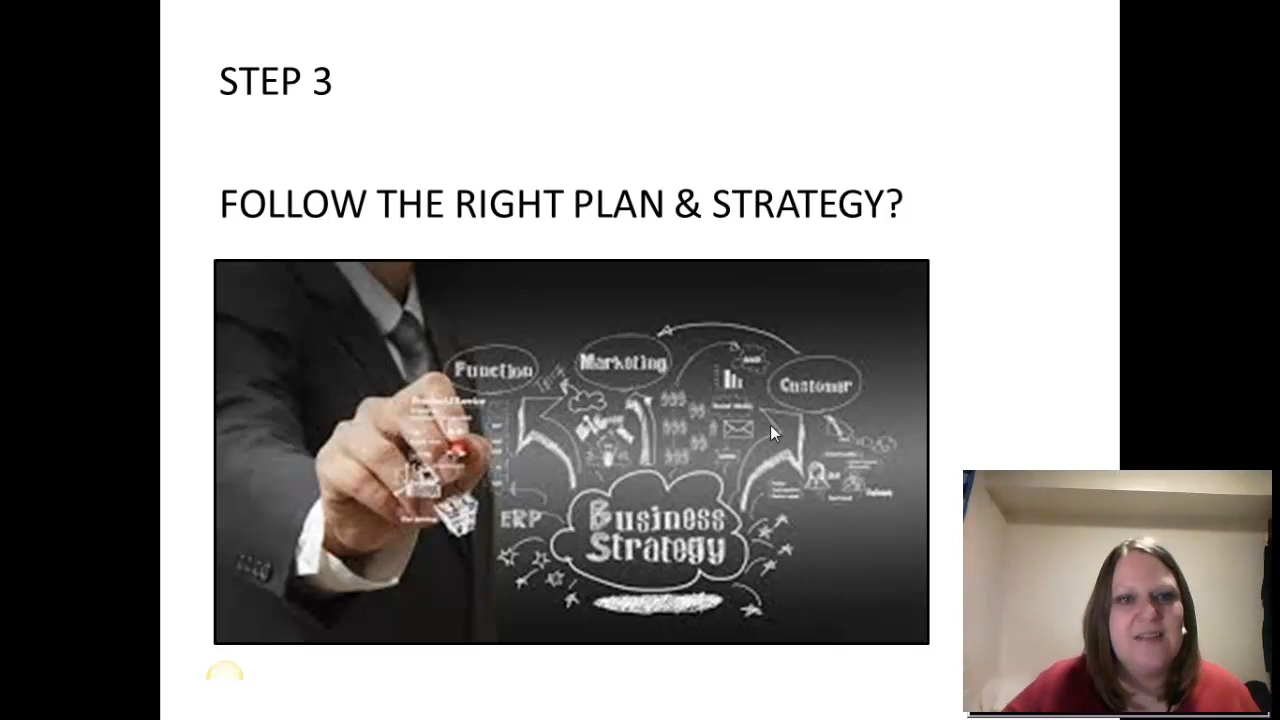 STEP 3
FOLLOW THE RIGHT PLAN & STRATEGY?
Function
Marketing
Customer
ERP
Business
Strategy